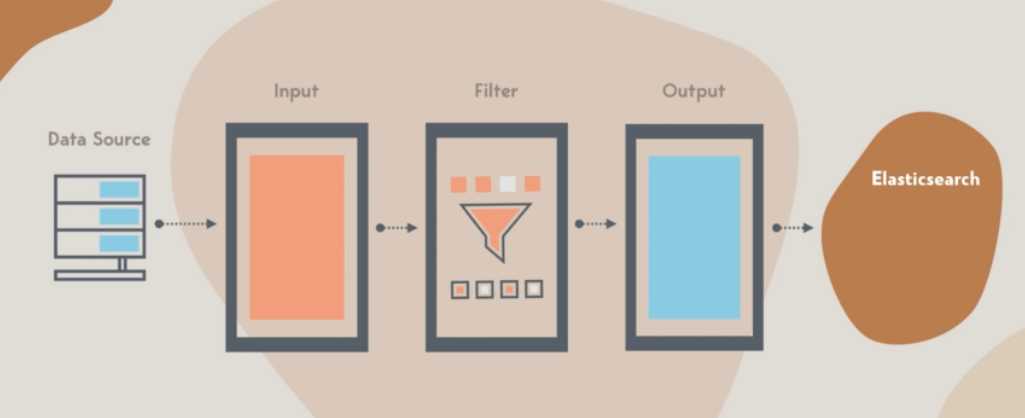 Data Source
Input
Filter
Output
Elasticsearch